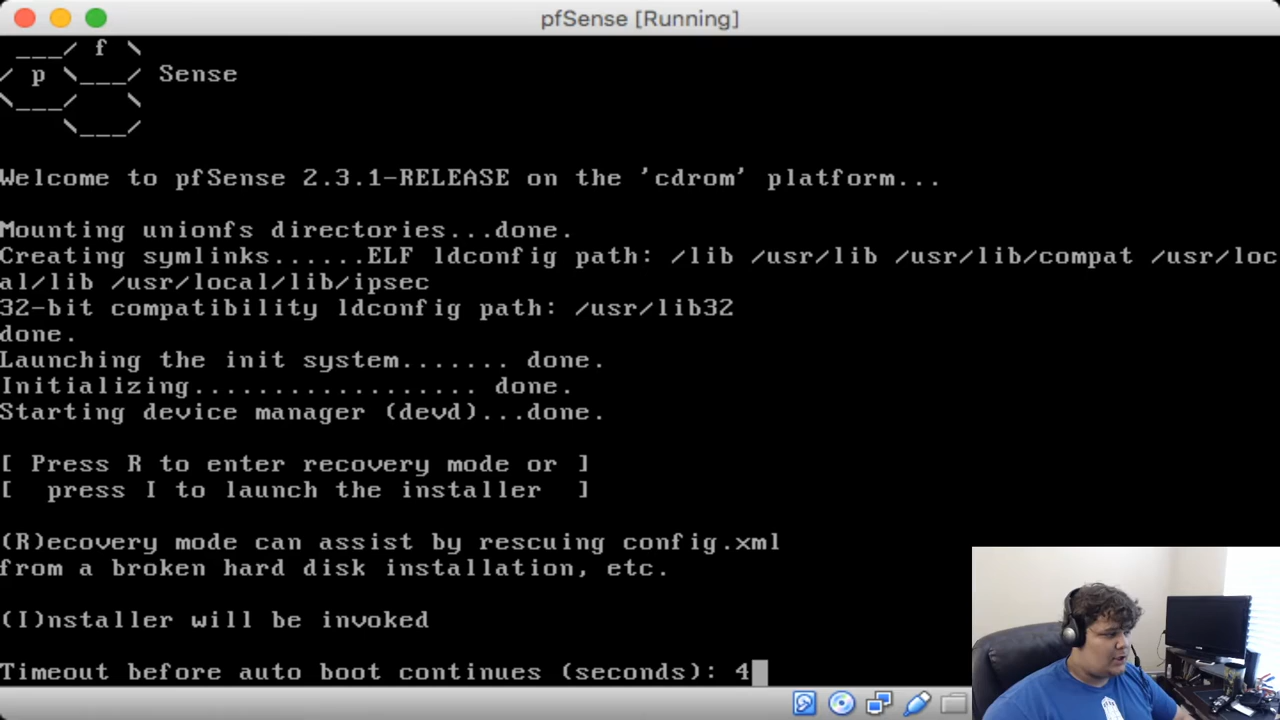 pfSense [Running]
___/ f \
/ p \___/ Sense
\___/   \
    \___/
Welcome to pfSense 2.3.1-RELEASE on the 'cdrom' platform...
Mounting unionfs directories...done.
Creating symlinks......ELF ldconfig path: /lib /usr/lib /usr/lib/compat /usr/loc
al/lib /usr/local/lib/ipsec
32-bit compatibility ldconfig path: /usr/lib32
done.
Launching the init system....... done.
Initializing.................. done.
Starting device manager (devd)...done.
[ Press R to enter recovery mode or ]
[  press I to launch the installer  ]
(R)ecovery mode can assist by rescuing config.xml
from a broken hard disk installation, etc.
(I)nstaller will be invoked
Timeout before auto boot continues (seconds): 4